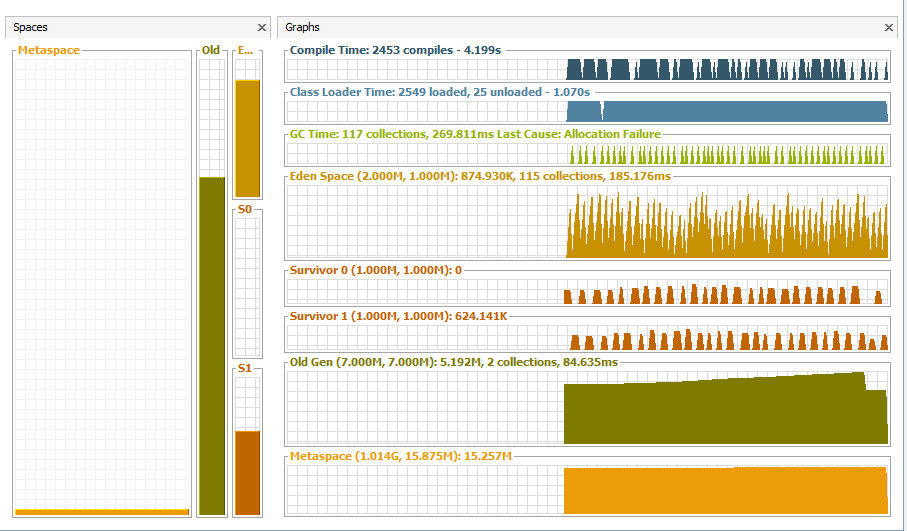 Spaces
Graphs
Metaspace
Old
E...
S0
S1
Compile Time: 2453 compiles - 4.199s
Class Loader Time: 2549 loaded, 25 unloaded - 1.070s
GC Time: 117 collections, 269.811ms Last Cause: Allocation Failure
Eden Space (2.000M, 1.000M): 874.930K, 115 collections, 185.176ms
Survivor 0 (1.000M, 1.000M): 0
Survivor 1 (1.000M, 1.000M): 624.141K
Old Gen (7.000M, 7.000M): 5.192M, 2 collections, 84.635ms
Metaspace (1.014G, 15.875M): 15.257M